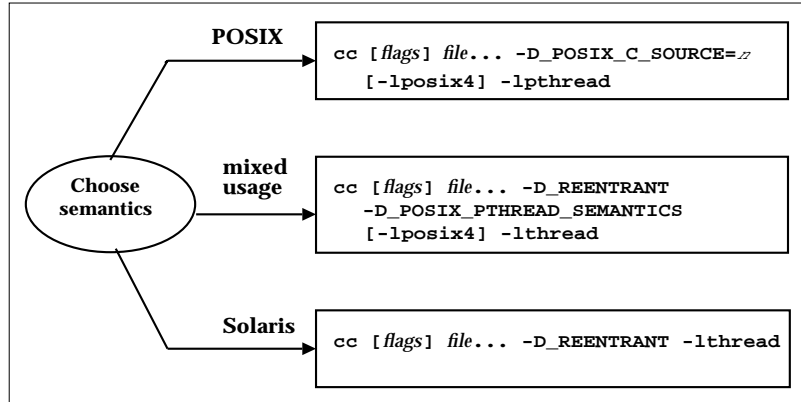 POSIX
cc [flags] file... -D_POSIX_C_SOURCE=n
[-lposix4] -lpthread
Choose
semantics
mixed
usage
cc [flags] file... -D_REENTRANT
-D_POSIX_PTHREAD_SEMANTICS
[-lposix4] -lthread
Solaris
cc [flags] file... -D_REENTRANT -lthread